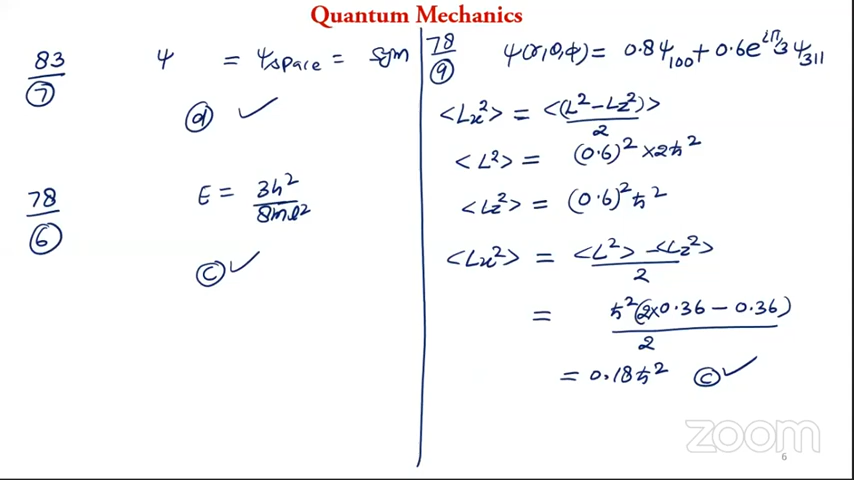 Quantum Mechanics
83/⑦ ψ = ψspace = sym
ⓓ ✓
78/⑥ E = 3h²/8ml²
ⓒ ✓
78/⑨ ψ(r,θ,ϕ) = 0.8ψ₁₀₀ + 0.6e^{iπ/3}ψ₃₁₁
<Lx²> = <(L² − Lz²)>/2
<L²> = (0.6)² × 2ħ²
<Lz²> = (0.6)² ħ²
<Lx²> = <L²> − <Lz²>/2
= ħ²(2×0.36 − 0.36)/2
= 0.18ħ² ⓒ ✓
zoom
6